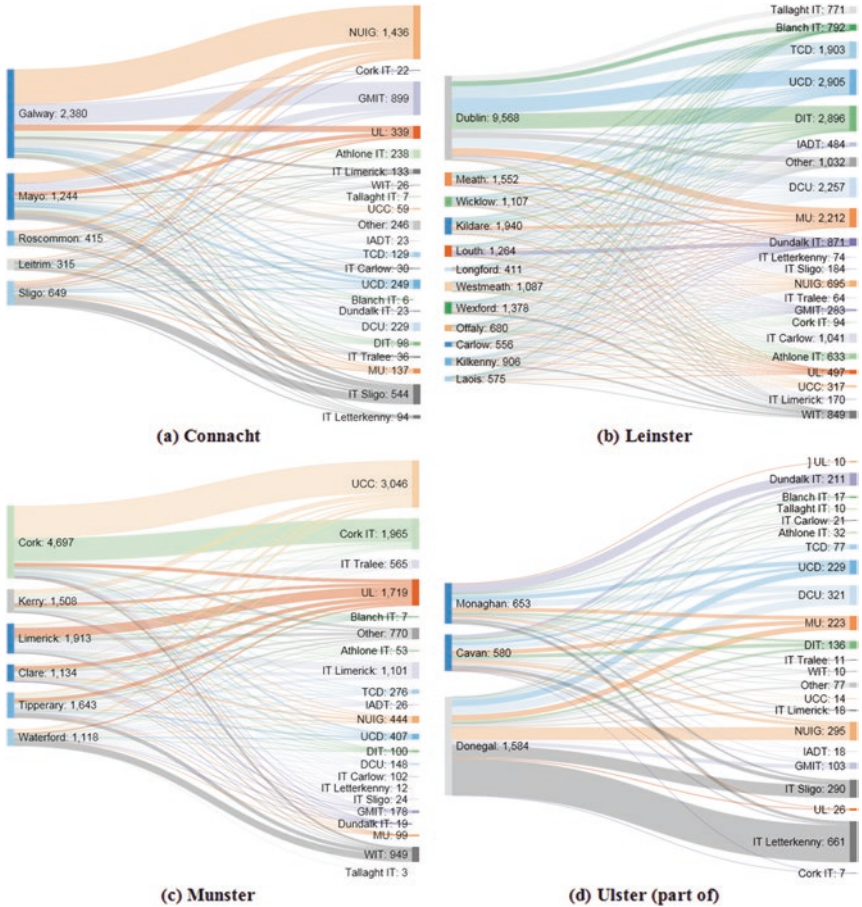 NUIG: 1,436
Cork IT: 22
Galway: 2,380
GMIT: 899
UL: 339
Athlone IT: 238
IT Limerick: 133
WIT: 26
Mayo: 1,244
Tallaght IT: 7
UCC: 59
Other: 246
Roscommon: 415
IADT: 23
TCD: 129
Leitrim: 315
IT Carlow: 30
UCD: 249
Sligo: 649
Blanch IT: 6
Dundalk IT: 23
DCU: 229
DIT: 98
IT Tralee: 36
MU: 137
IT Sligo: 544
IT Letterkenny: 94
(a) Connacht
Tallaght IT: 771
Blanch IT: 792
TCD: 1,903
UCD: 2,905
Dublin: 9,568
DIT: 2,896
IADT: 484
Other: 1,032
Meath: 1,552
DCU: 2,257
Wicklow: 1,107
MU: 2,212
Kildare: 1,940
Dundalk IT: 871
Louth: 1,264
IT Letterkenny: 74
Longford: 411
IT Sligo: 184
Westmeath: 1,087
NUIG: 695
IT Tralee: 64
Wexford: 1,378
GMIT: 283
Cork IT: 94
Offaly: 680
IT Carlow: 1,041
Carlow: 556
Athlone IT: 633
Kilkenny: 906
UL: 497
Laois: 575
UCC: 317
IT Limerick: 170
WIT: 849
(b) Leinster
UCC: 3,046
Cork IT: 1,965
Cork: 4,697
IT Tralee: 565
UL: 1,719
Kerry: 1,508
Blanch IT: 7
Other: 770
Limerick: 1,913
Athlone IT: 53
Clare: 1,134
IT Limerick: 1,101
TCD: 276
Tipperary: 1,643
IADT: 26
NUIG: 444
Waterford: 1,118
UCD: 407
DIT: 100
DCU: 148
IT Carlow: 102
IT Letterkenny: 12
IT Sligo: 24
GMIT: 178
Dundalk IT: 19
MU: 99
WIT: 949
Tallaght IT: 3
(c) Munster
] UL: 10
Dundalk IT: 211
Blanch IT: 17
Tallaght IT: 10
IT Carlow: 21
Athlone IT: 32
TCD: 77
UCD: 229
DCU: 321
Monaghan: 653
MU: 223
Cavan: 580
DIT: 136
IT Tralee: 11
WIT: 10
Other: 77
UCC: 14
IT Limerick: 18
NUIG: 295
Donegal: 1,584
IADT: 18
GMIT: 103
IT Sligo: 290
UL: 26
IT Letterkenny: 661
Cork IT: 7
(d) Ulster (part of)